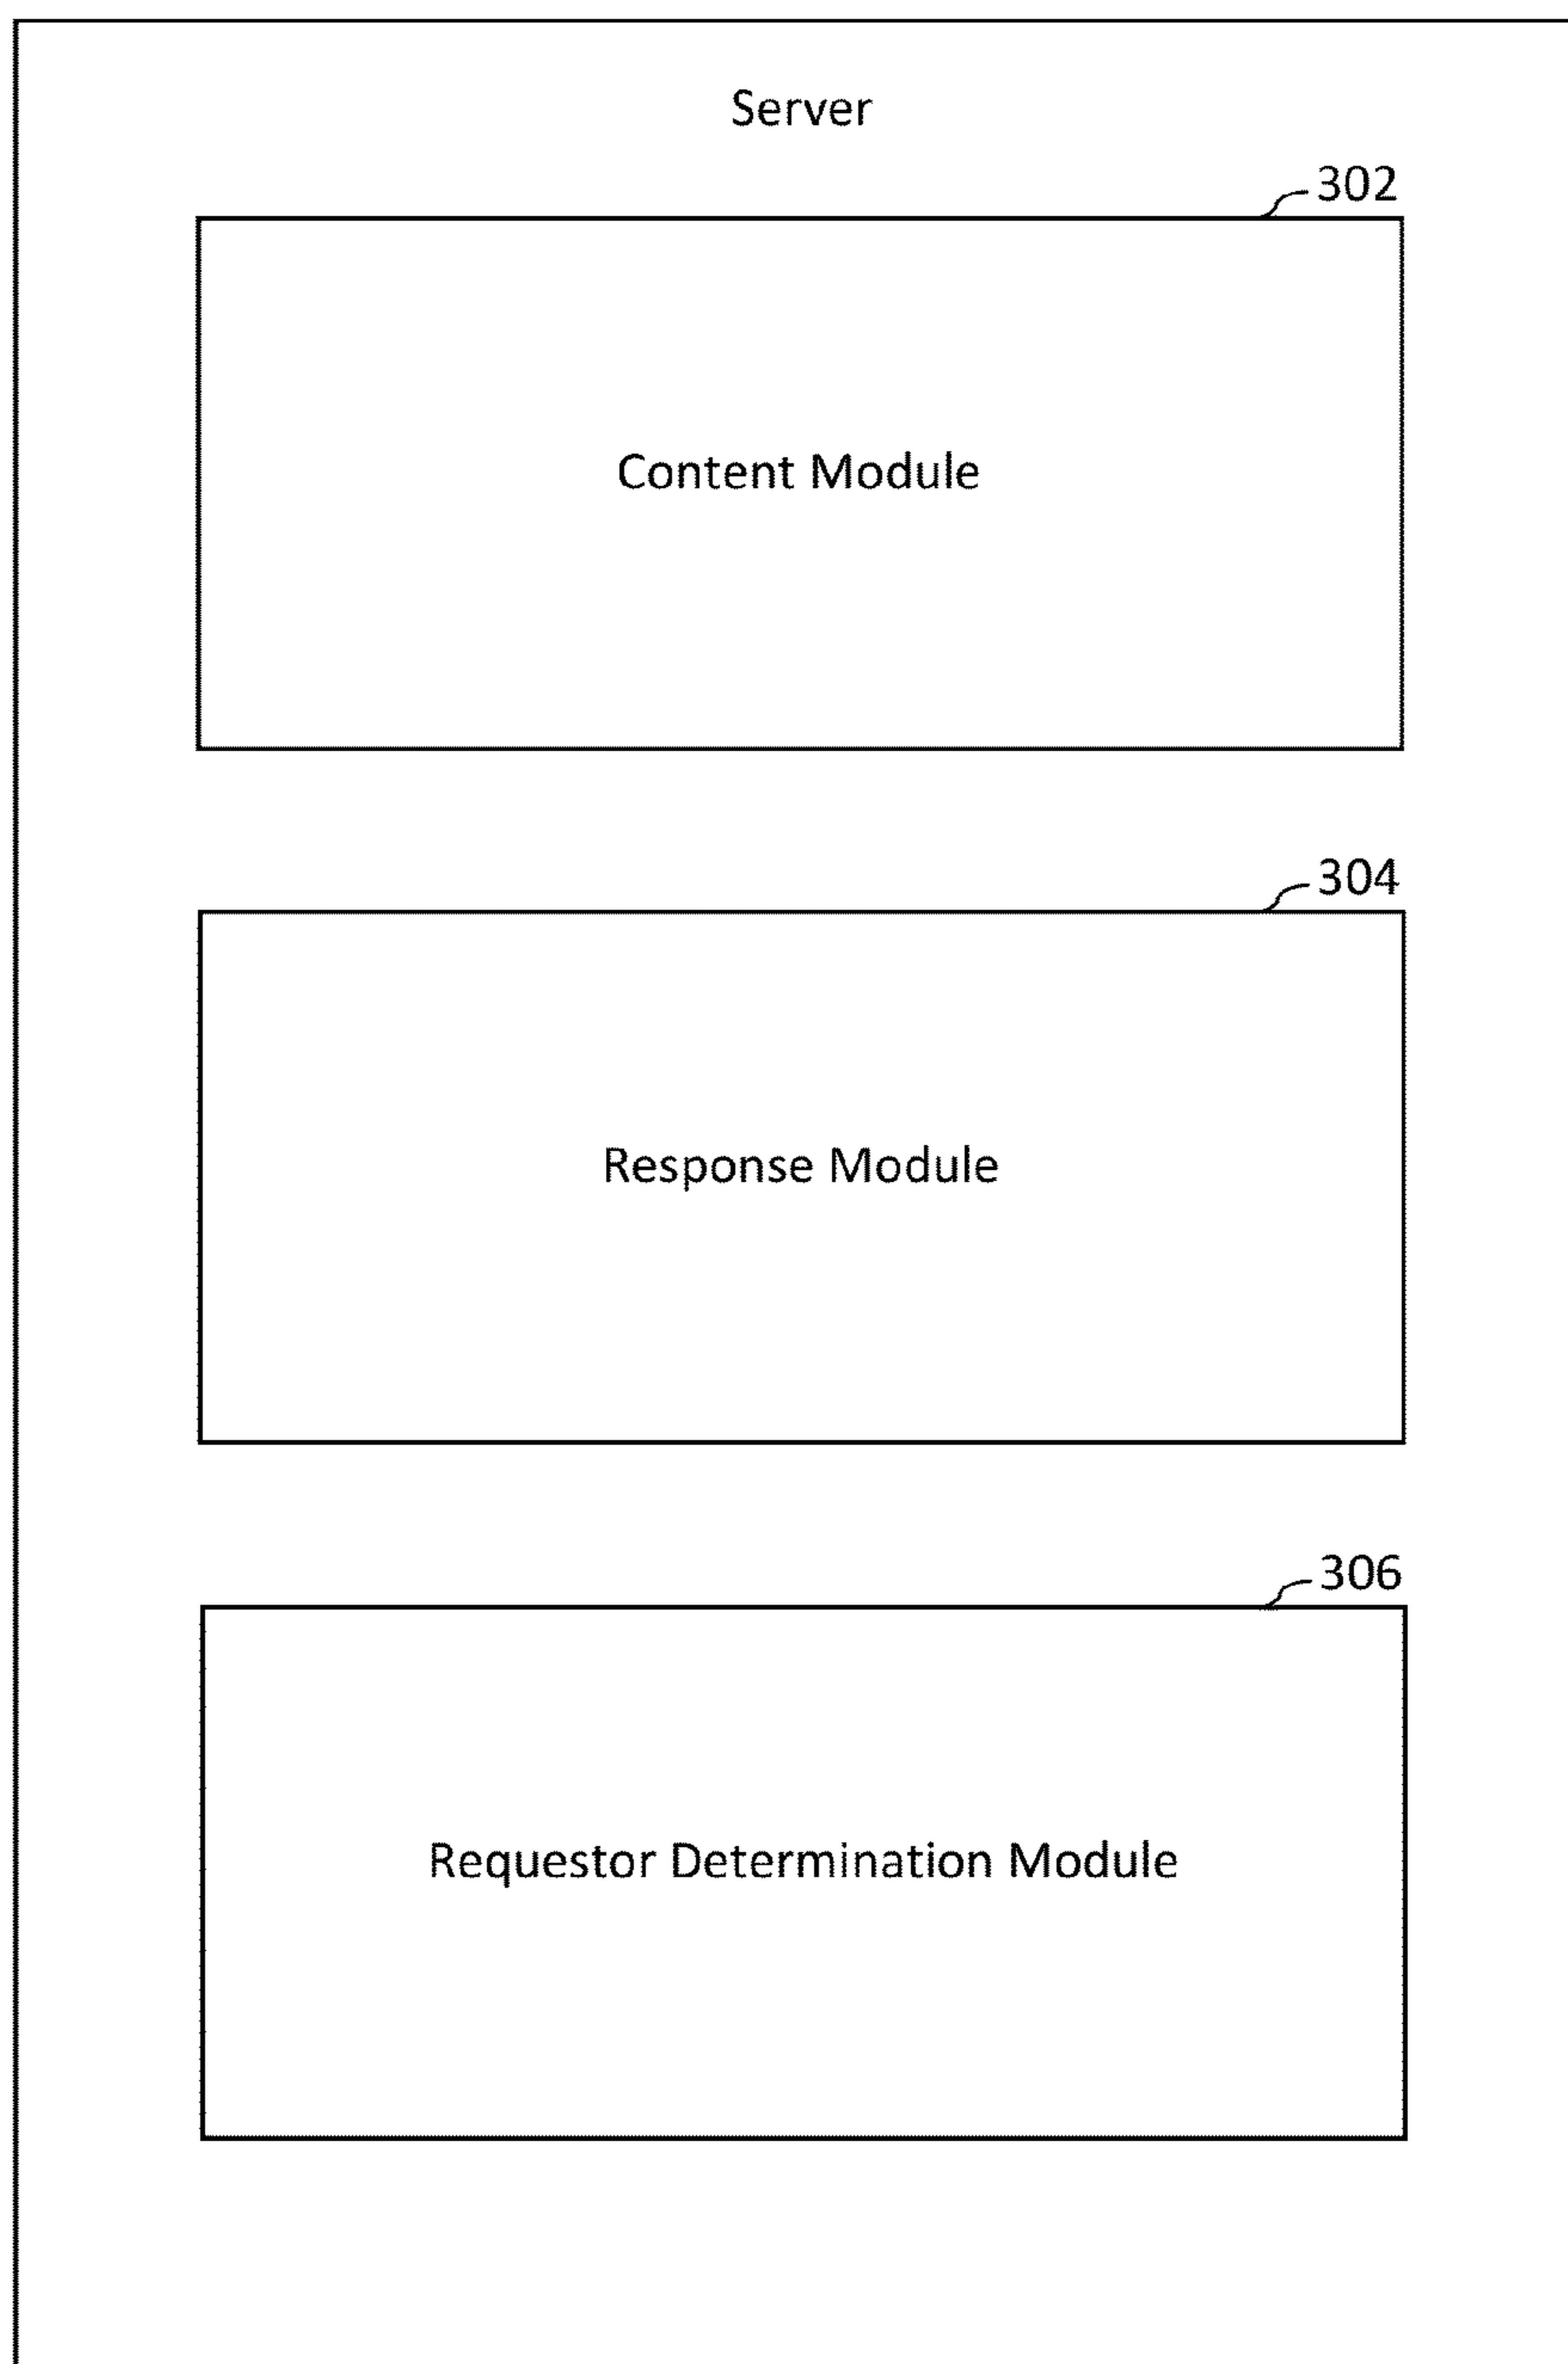 Server
302
Content Module
304
Response Module
306
Requestor Determination Module